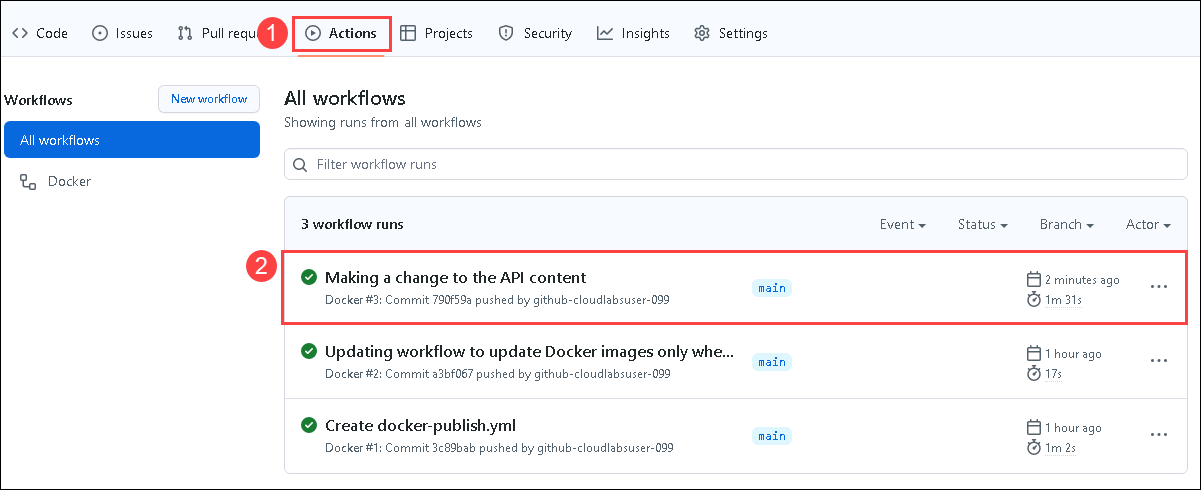 Code Issues Pull requ 1 Actions Projects Security Insights Settings
Workflows New workflow
All workflows
Docker
All workflows
Showing runs from all workflows
Filter workflow runs
3 workflow runs Event Status Branch Actor
2
Making a change to the API content main 2 minutes ago
Docker #3: Commit 790f59a pushed by github-cloudlabsuser-099 1m 31s
Updating workflow to update Docker images only whe... main 1 hour ago
Docker #2: Commit a3bf067 pushed by github-cloudlabsuser-099 17s
Create docker-publish.yml main 1 hour ago
Docker #1: Commit 3c89bab pushed by github-cloudlabsuser-099 1m 2s